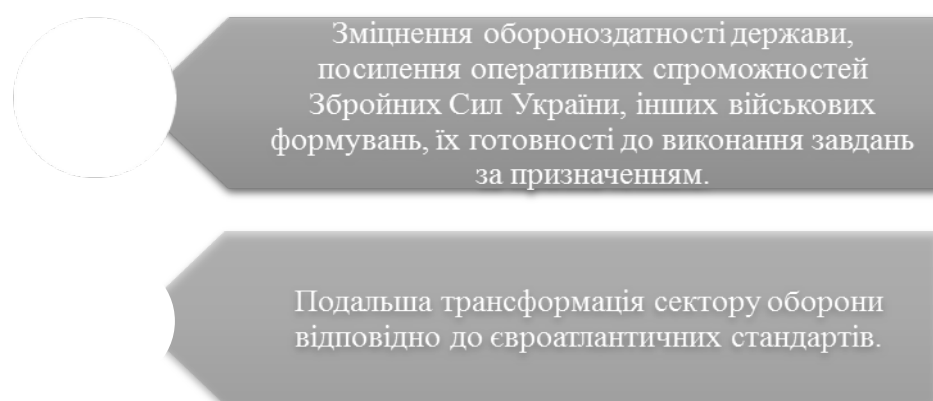 Зміцнення обороноздатності держави,
посилення оперативних спроможностей
Збройних Сил України, інших військових
формувань, їх готовності до виконання завдань
за призначенням.
Подальша трансформація сектору оборони
відповідно до євроатлантичних стандартів.